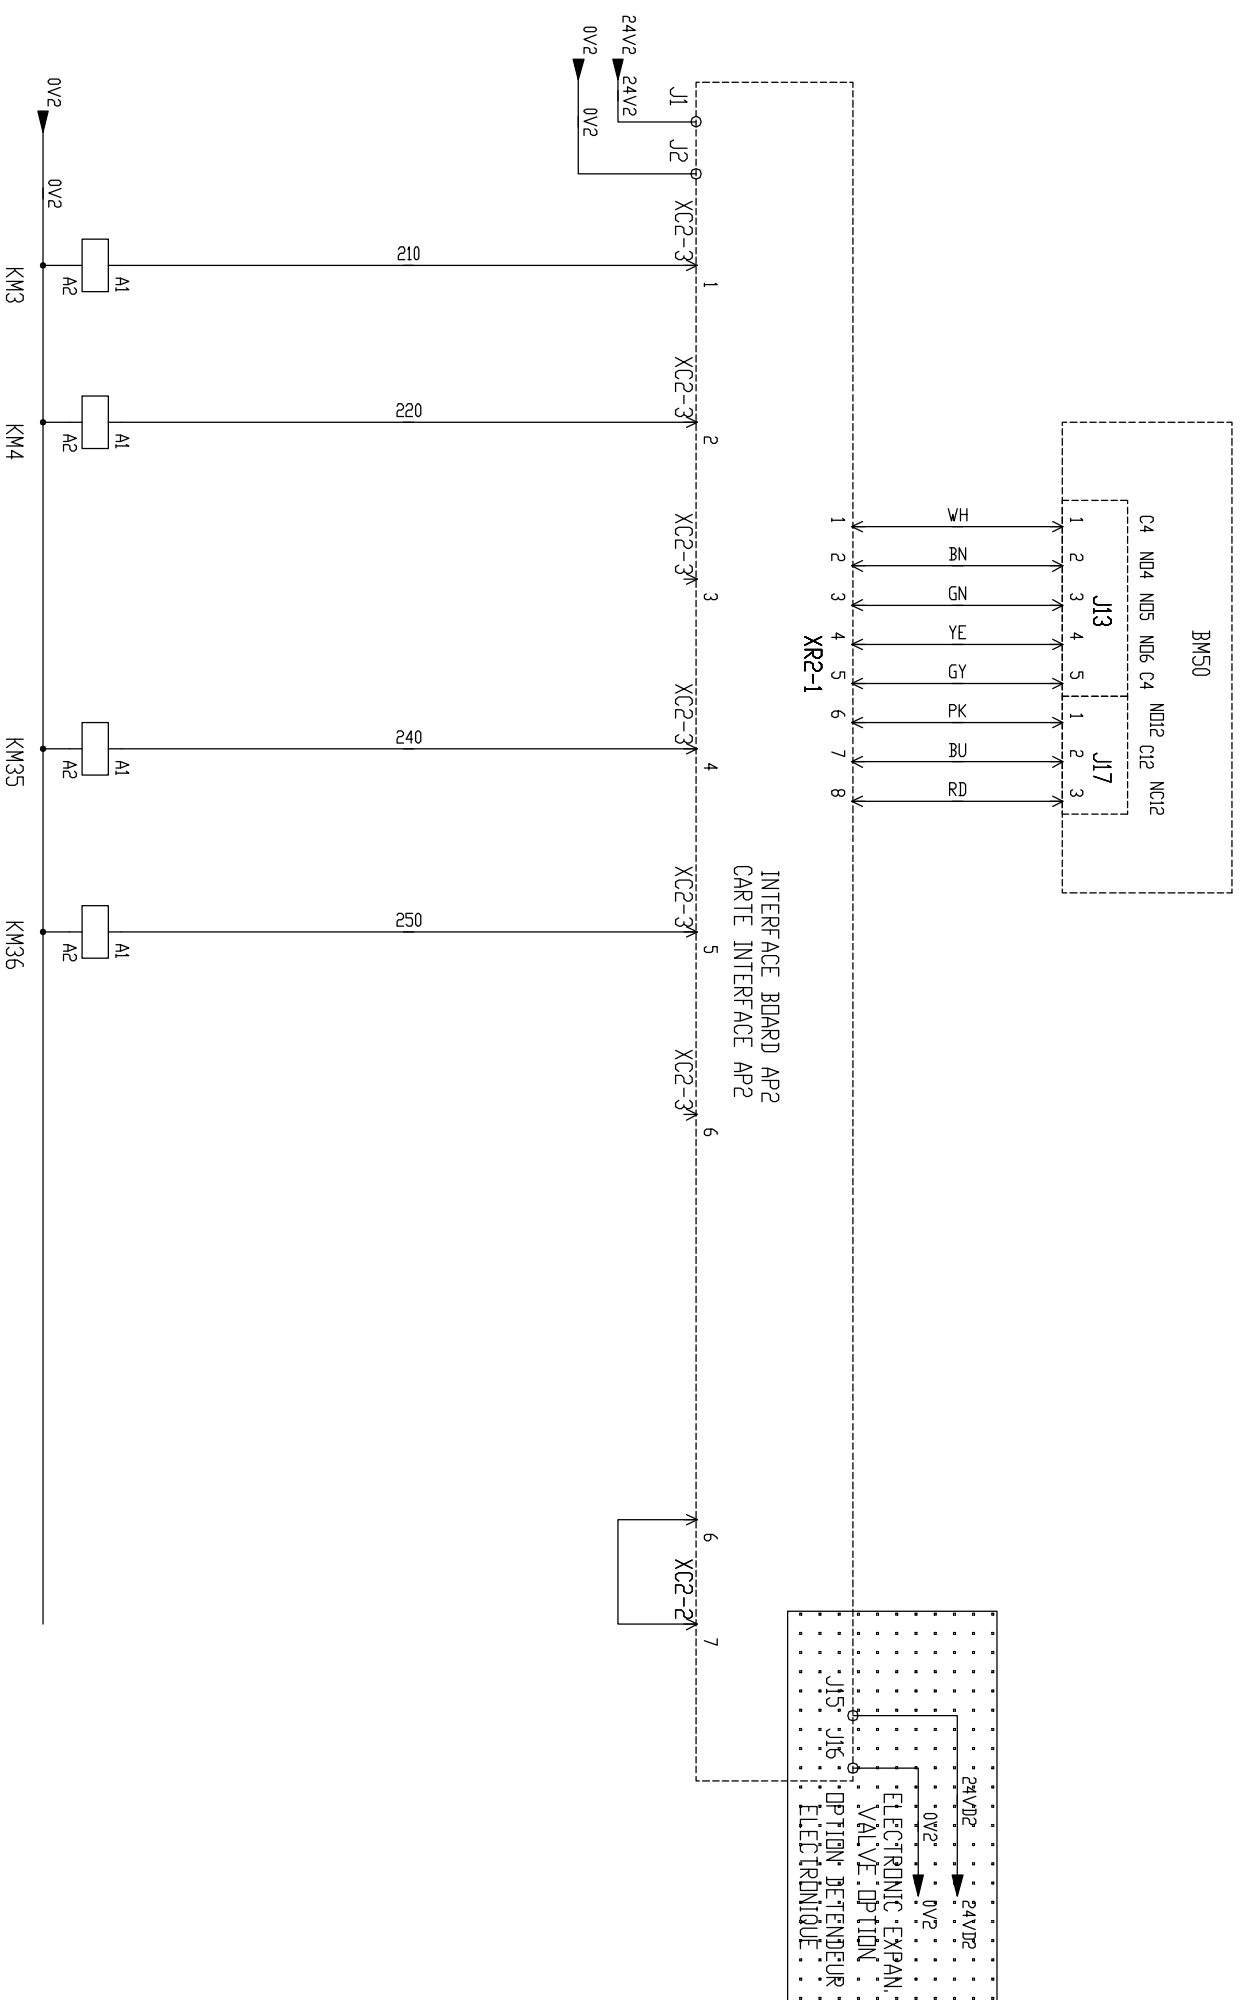 BM50
C4 NO4 NO5 NO6 C4 NO12 C12 NC12
J13 J17
1 2 3 4 5 1 2 3
WH BN GN YE GY PK BU RD
1 2 3 4 5 6 7 8
XR2-1
24VD2 24VD2
0V2 0V2
J15 J16
ELECTRONIC EXPAN.
VALVE OPTION
OPTION DETENDEUR
ELECTRONIQUE
INTERFACE BOARD AP2
CARTE INTERFACE AP2
1 2 3 4 5 6 6 7
J1 J2 XC2-3 XC2-3 XC2-3 XC2-3 XC2-3 XC2-3 XC2-2
24V2 24V2
0V2 0V2
210 220 240 250
A1 A1 A1 A1
A2 A2 A2 A2
0V2 0V2
KM3 KM4 KM35 KM36